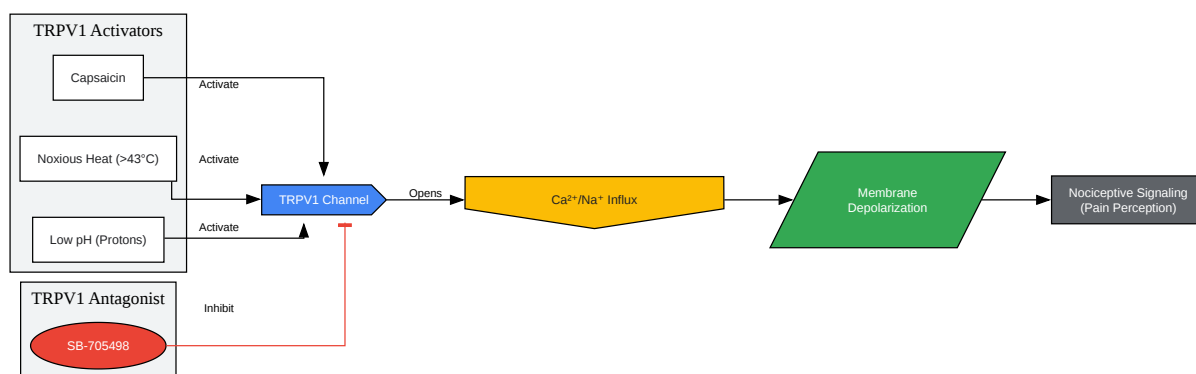 TRPV1 Activators
Capsaicin
Activate
Noxious Heat (>43°C)
Activate
Low pH (Protons)
Activate
TRPV1 Channel
Opens
Ca²⁺/Na⁺ Influx
Membrane
Depolarization
Nociceptive Signaling
(Pain Perception)
TRPV1 Antagonist
SB-705498
Inhibit